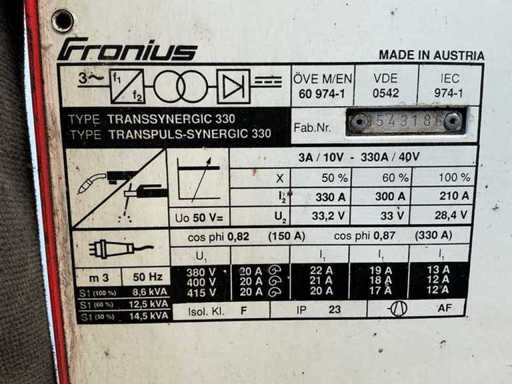 Fronius
MADE IN AUSTRIA
3~ f₁ f₂
ÖVE M/EN 60 974-1
VDE 0542
IEC 974-1
TYPE TRANSSYNERGIC 330
TYPE TRANSPULS-SYNERGIC 330
Fab.Nr.
3A / 10V - 330A / 40V
X 50 % 60 % 100 %
I₂ 330 A 300 A 210 A
Uo 50 V= U₂ 33,2 V 33 V 28,4 V
cos phi 0,82 (150 A) cos phi 0,87 (330 A)
U₁ I₁ I₁ I₁
m 3 50 Hz
380 V 20 A 22 A 19 A 13 A
400 V 20 A 21 A 18 A 12 A
415 V 20 A 20 A 17 A 12 A
S1 (100 %) 8,6 kVA
S1 (60 %) 12,5 kVA
S1 (50 %) 14,5 kVA
Isol. Kl. F IP 23 AF